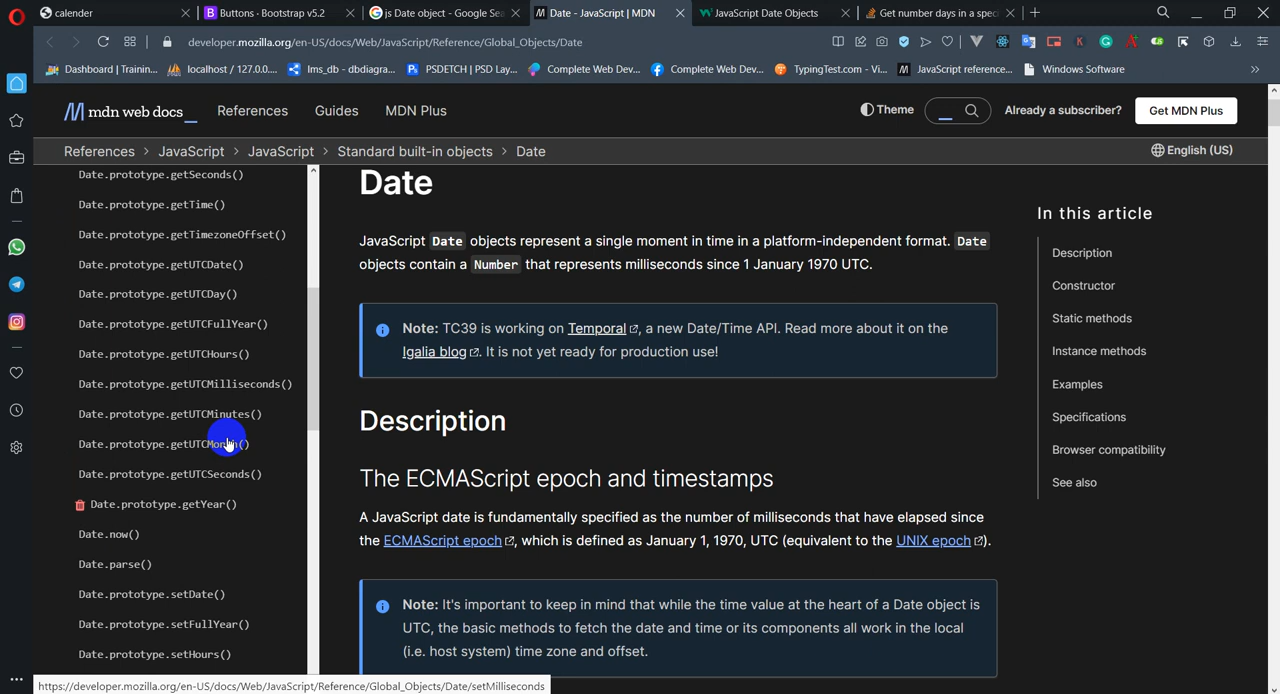 calender
Buttons · Bootstrap v5.2
js Date object - Google Sea
Date - JavaScript | MDN
JavaScript Date Objects
Get number days in a spec
developer.mozilla.org/en-US/docs/Web/JavaScript/Reference/Global_Objects/Date
Dashboard | Trainin...
localhost / 127.0.0....
lms_db - dbdiagra...
PSDETCH | PSD Lay...
Complete Web Dev...
Complete Web Dev...
TypingTest.com - Vi...
JavaScript reference...
Windows Software
mdn web docs
References
Guides
MDN Plus
Theme
Already a subscriber?
Get MDN Plus
References > JavaScript > JavaScript > Standard built-in objects > Date
English (US)
Date.prototype.getSeconds()
Date.prototype.getTime()
Date.prototype.getTimezoneOffset()
Date.prototype.getUTCDate()
Date.prototype.getUTCDay()
Date.prototype.getUTCFullYear()
Date.prototype.getUTCHours()
Date.prototype.getUTCMilliseconds()
Date.prototype.getUTCMinutes()
Date.prototype.getUTCMonth()
Date.prototype.getUTCSeconds()
Date.prototype.getYear()
Date.now()
Date.parse()
Date.prototype.setDate()
Date.prototype.setFullYear()
Date.prototype.setHours()
https://developer.mozilla.org/en-US/docs/Web/JavaScript/Reference/Global_Objects/Date/setMilliseconds
Date
JavaScript Date objects represent a single moment in time in a platform-independent format. Date
objects contain a Number that represents milliseconds since 1 January 1970 UTC.
Note: TC39 is working on Temporal, a new Date/Time API. Read more about it on the
Igalia blog. It is not yet ready for production use!
Description
The ECMAScript epoch and timestamps
A JavaScript date is fundamentally specified as the number of milliseconds that have elapsed since
the ECMAScript epoch, which is defined as January 1, 1970, UTC (equivalent to the UNIX epoch).
Note: It's important to keep in mind that while the time value at the heart of a Date object is
UTC, the basic methods to fetch the date and time or its components all work in the local
(i.e. host system) time zone and offset.
In this article
Description
Constructor
Static methods
Instance methods
Examples
Specifications
Browser compatibility
See also